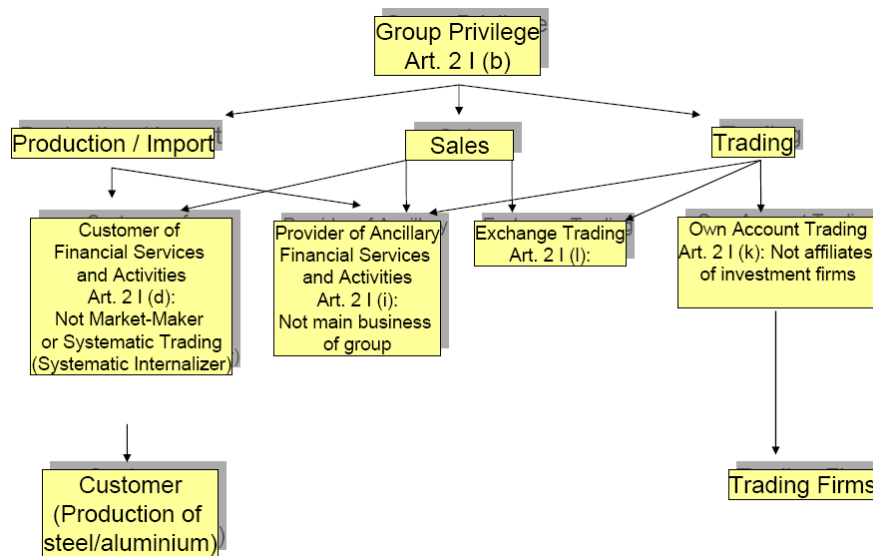 Group Privilege
Art. 2 I (b)
Production / Import
Sales
Trading
Customer of
Financial Services
and Activities
Art. 2 I (d):
Not Market-Maker
or Systematic Trading
(Systematic Internalizer)
Provider of Ancillary
Financial Services
and Activities
Art. 2 I (i):
Not main business
of group
Exchange Trading
Art. 2 I (l):
Own Account Trading
Art. 2 I (k): Not affiliates
of investment firms
Customer
(Production of
steel/aluminium)
Trading Firms